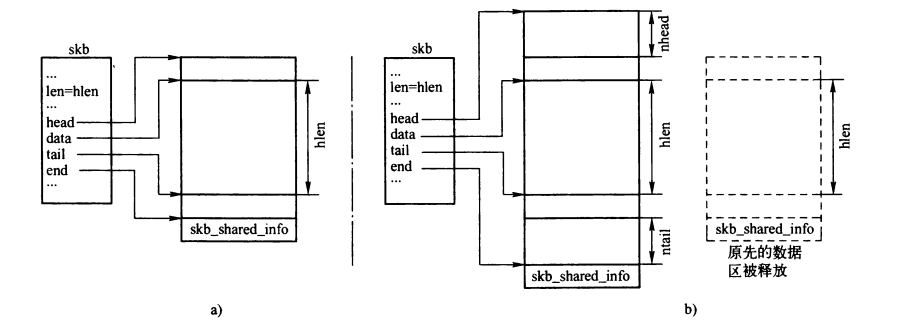 skb
...
len=hlen
...
head
data
tail
end
...
hlen
skb_shared_info
a)
skb
...
len=hlen
...
head
data
tail
end
...
nhead
hlen
ntail
skb_shared_info
hlen
skb_shared_info
原先的数据
区被释放
b)